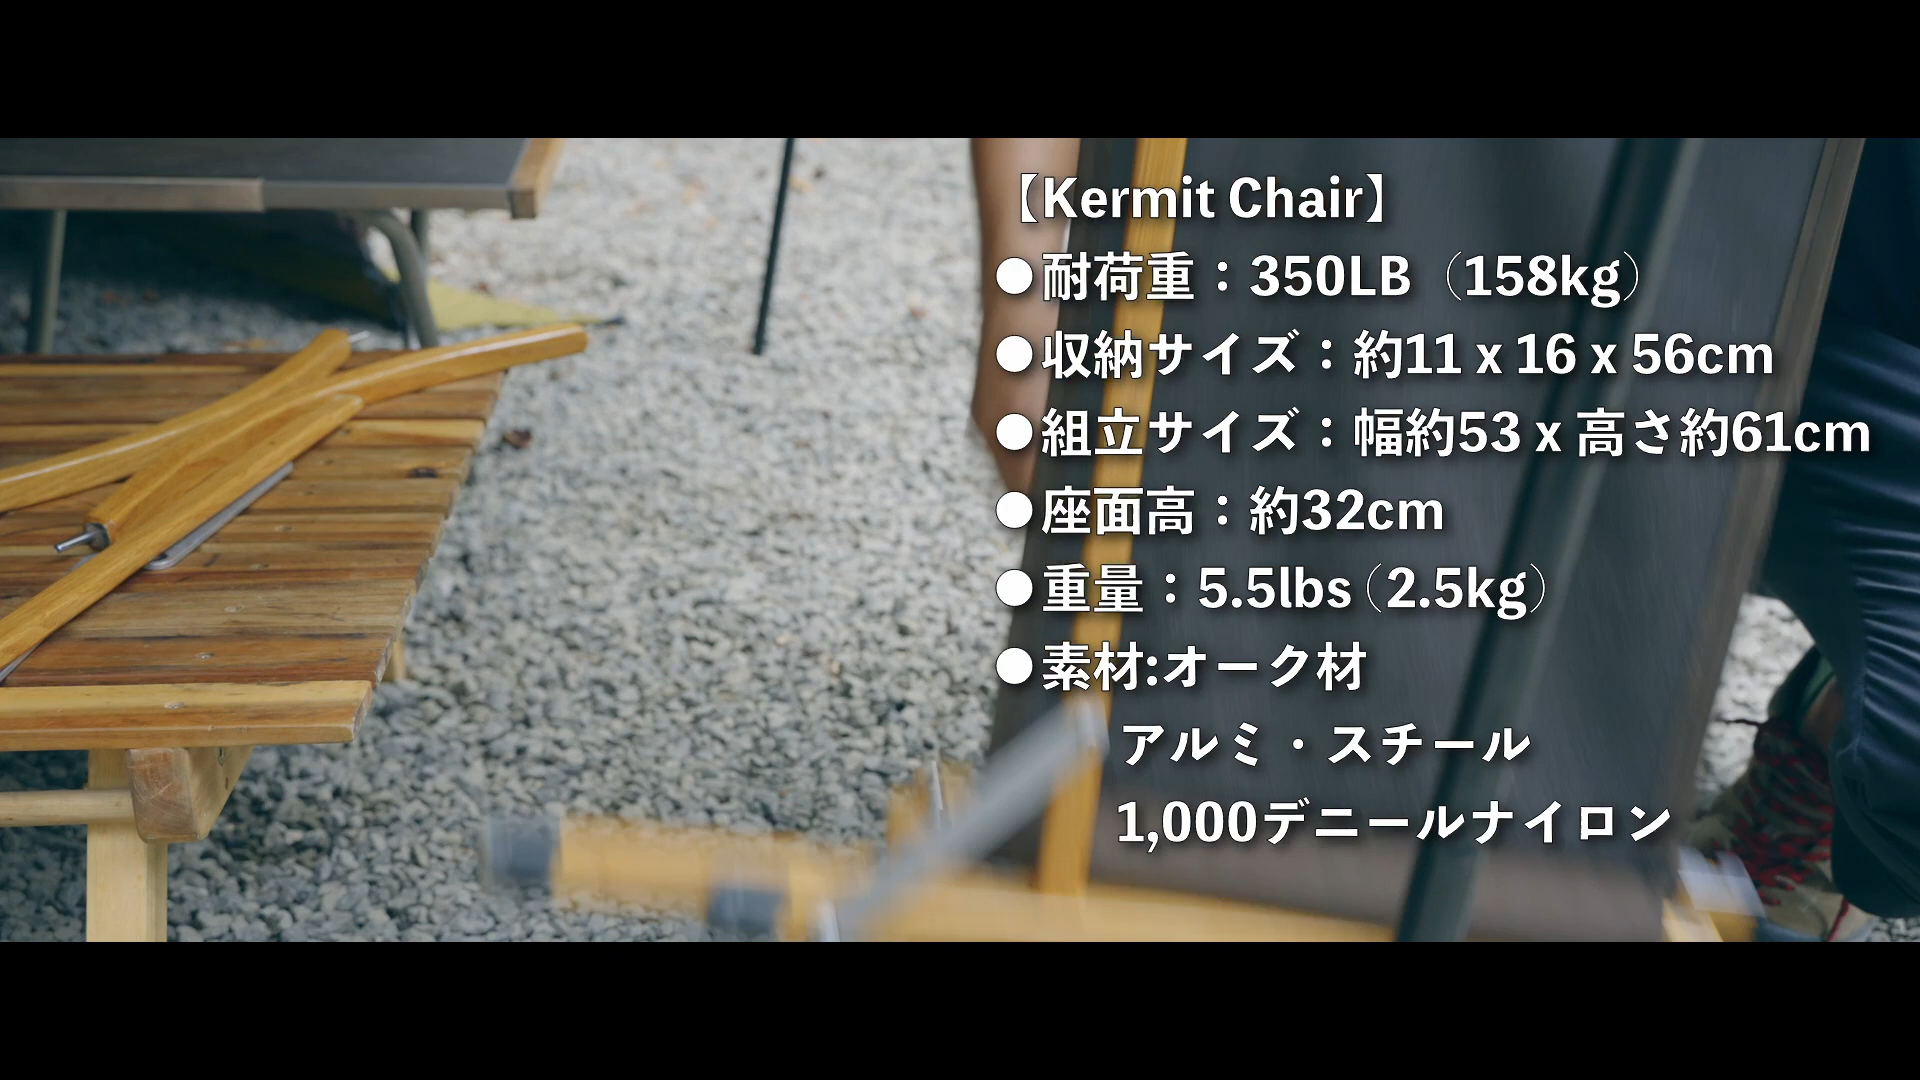 【Kermit Chair】
●耐荷重：350LB（158kg）
●収納サイズ：約11 x 16 x 56cm
●組立サイズ：幅約53 x 高さ約61cm
●座面高：約32cm
●重量：5.5lbs（2.5kg）
●素材:オーク材
アルミ・スチール
1,000デニールナイロン